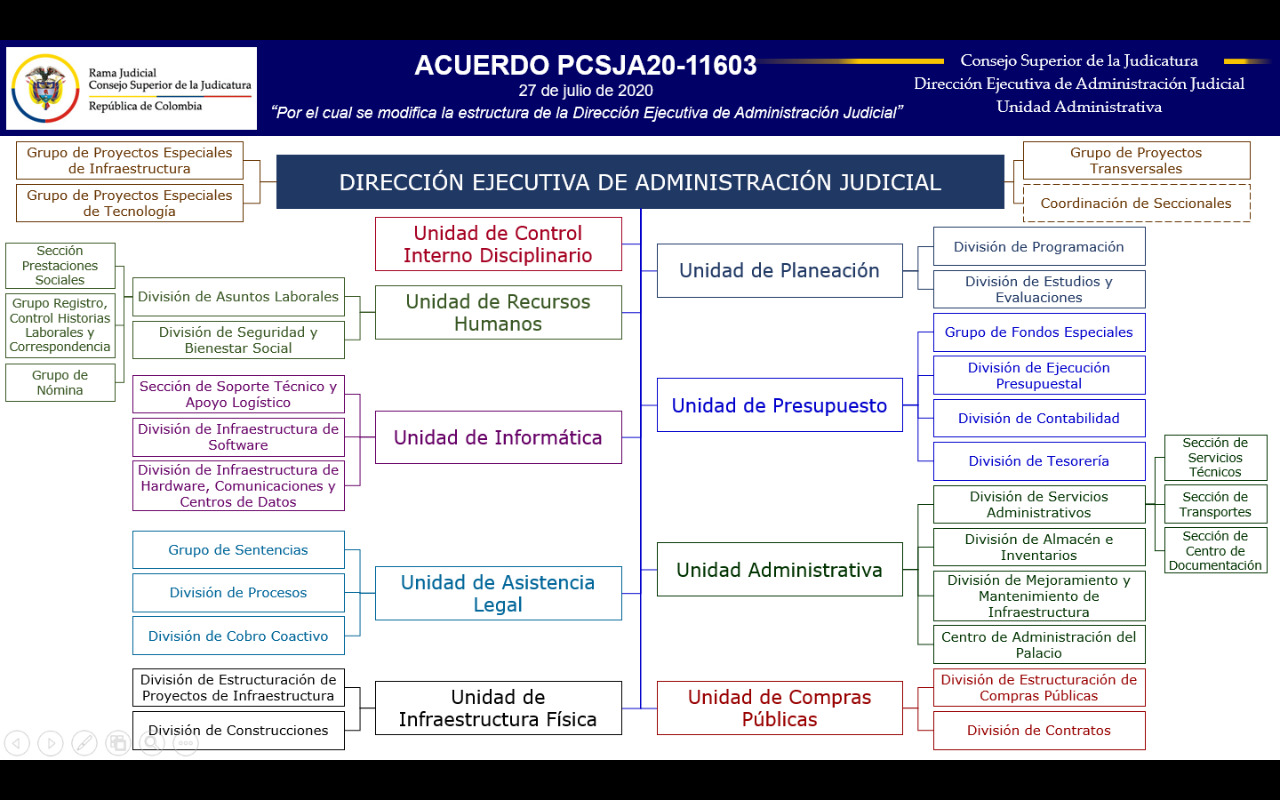 Rama Judicial
Consejo Superior de la Judicatura
República de Colombia
ACUERDO PCSJA20-11603
27 de julio de 2020
“Por el cual se modifica la estructura de la Dirección Ejecutiva de Administración Judicial”
Consejo Superior de la Judicatura
Dirección Ejecutiva de Administración Judicial
Unidad Administrativa
Grupo de Proyectos Especiales
de Infraestructura
Grupo de Proyectos Especiales
de Tecnología
DIRECCIÓN EJECUTIVA DE ADMINISTRACIÓN JUDICIAL
Grupo de Proyectos
Transversales
Coordinación de Seccionales
Unidad de Control
Interno Disciplinario
Sección
Prestaciones
Sociales
Grupo Registro,
Control Historias
Laborales y
Correspondencia
Grupo de
Nómina
División de Asuntos Laborales
División de Seguridad y
Bienestar Social
Unidad de Recursos
Humanos
Sección de Soporte Técnico y
Apoyo Logístico
División de Infraestructura de
Software
División de Infraestructura de
Hardware, Comunicaciones y
Centros de Datos
Unidad de Informática
Grupo de Sentencias
División de Procesos
División de Cobro Coactivo
Unidad de Asistencia
Legal
División de Estructuración de
Proyectos de Infraestructura
División de Construcciones
Unidad de
Infraestructura Física
Unidad de Planeación
División de Programación
División de Estudios y
Evaluaciones
Unidad de Presupuesto
Grupo de Fondos Especiales
División de Ejecución
Presupuestal
División de Contabilidad
División de Tesorería
Unidad Administrativa
División de Servicios
Administrativos
División de Almacén e
Inventarios
División de Mejoramiento y
Mantenimiento de
Infraestructura
Centro de Administración del
Palacio
Sección de
Servicios
Técnicos
Sección de
Transportes
Sección de
Centro de
Documentación
Unidad de Compras
Públicas
División de Estructuración de
Compras Públicas
División de Contratos